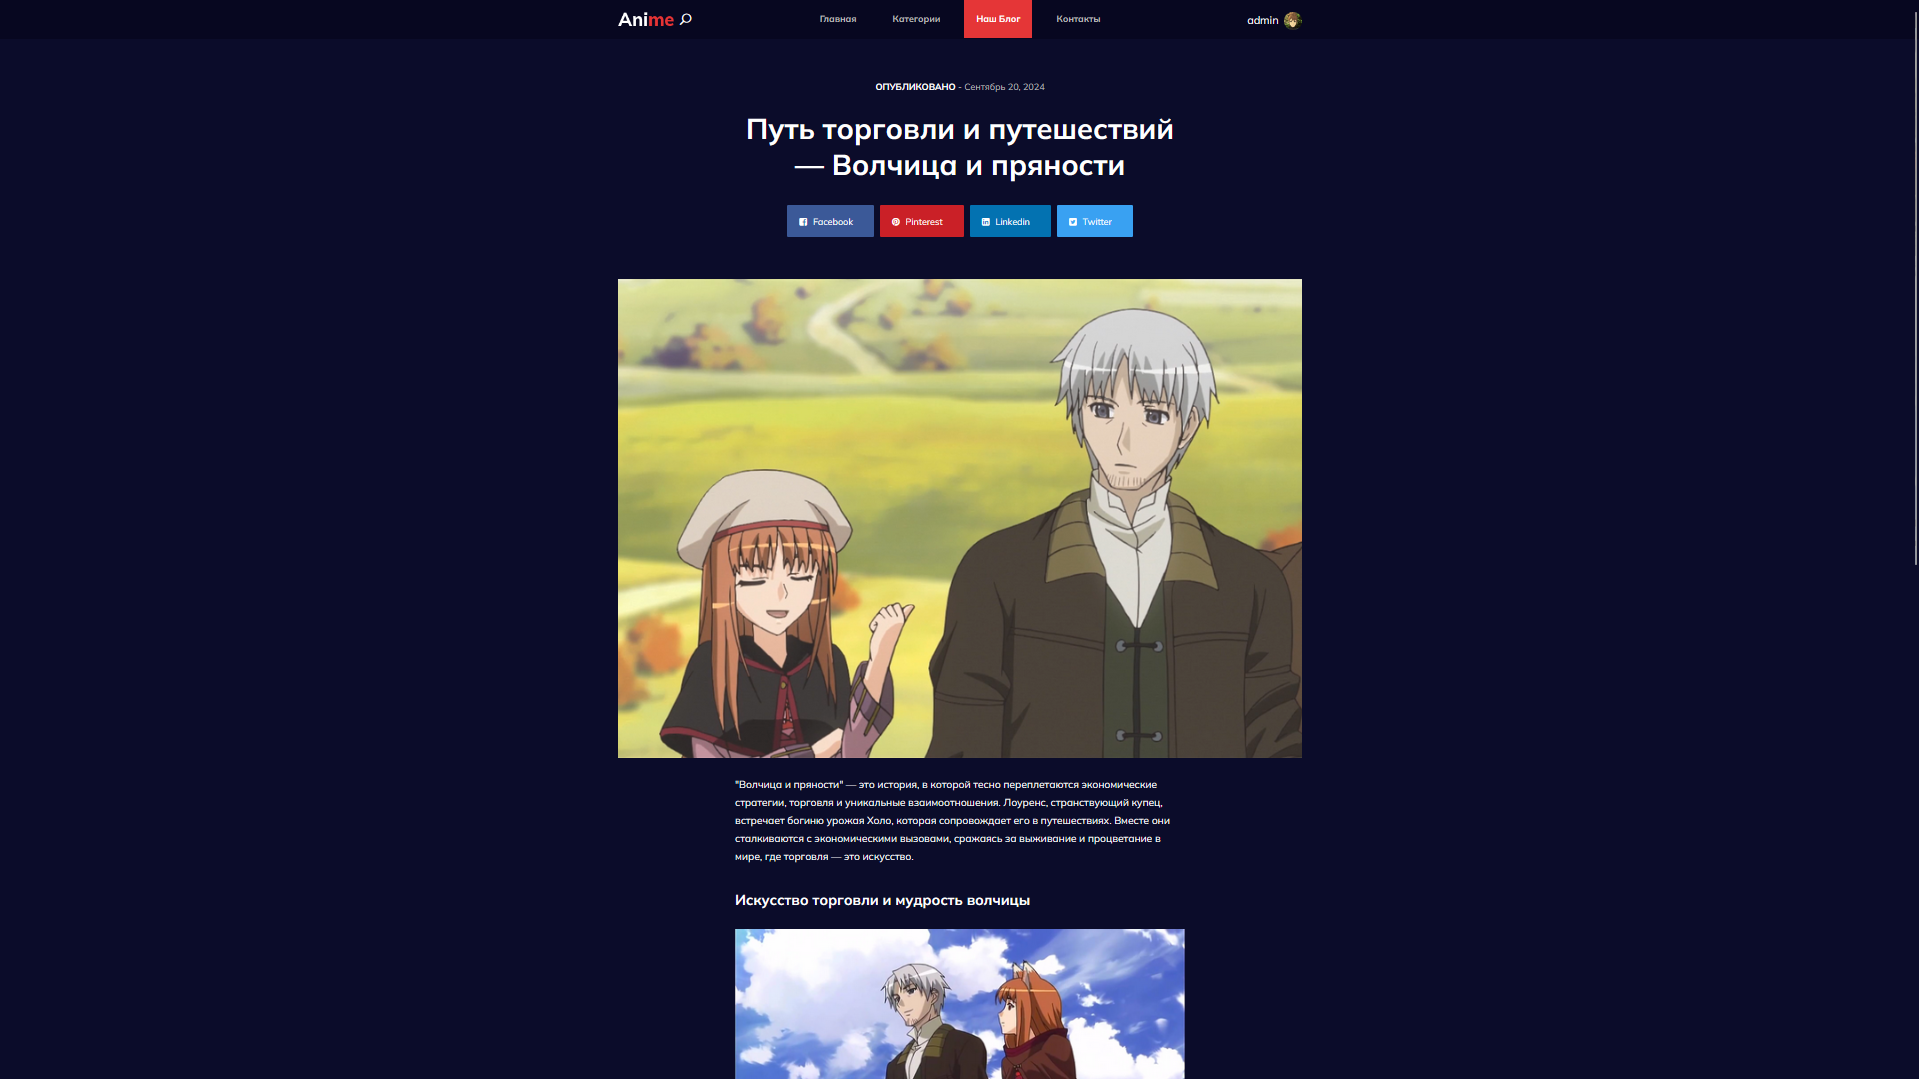 Anime
Главная Категории Наш Блог Контакты
admin
ОПУБЛИКОВАНО - Сентябрь 20, 2024
Путь торговли и путешествий
— Волчица и пряности
Facebook Pinterest Linkedin Twitter
"Волчица и пряности" — это история, в которой тесно переплетаются экономические
стратегии, торговля и уникальные взаимоотношения. Лоуренс, странствующий купец,
встречает богиню урожая Холо, которая сопровождает его в путешествиях. Вместе они
сталкиваются с экономическими вызовами, сражаясь за выживание и процветание в
мире, где торговля — это искусство.
Искусство торговли и мудрость волчицы